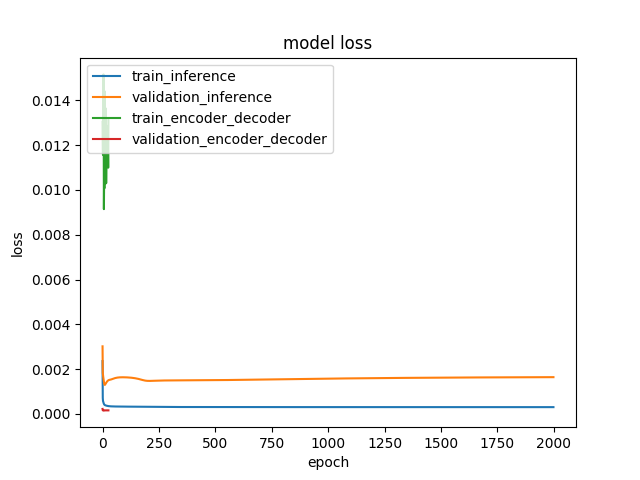 model loss
train_inference
validation_inference
train_encoder_decoder
validation_encoder_decoder
0.014
0.012
0.010
0.008
0.006
0.004
0.002
0.000
loss
0 250 500 750 1000 1250 1500 1750 2000
epoch